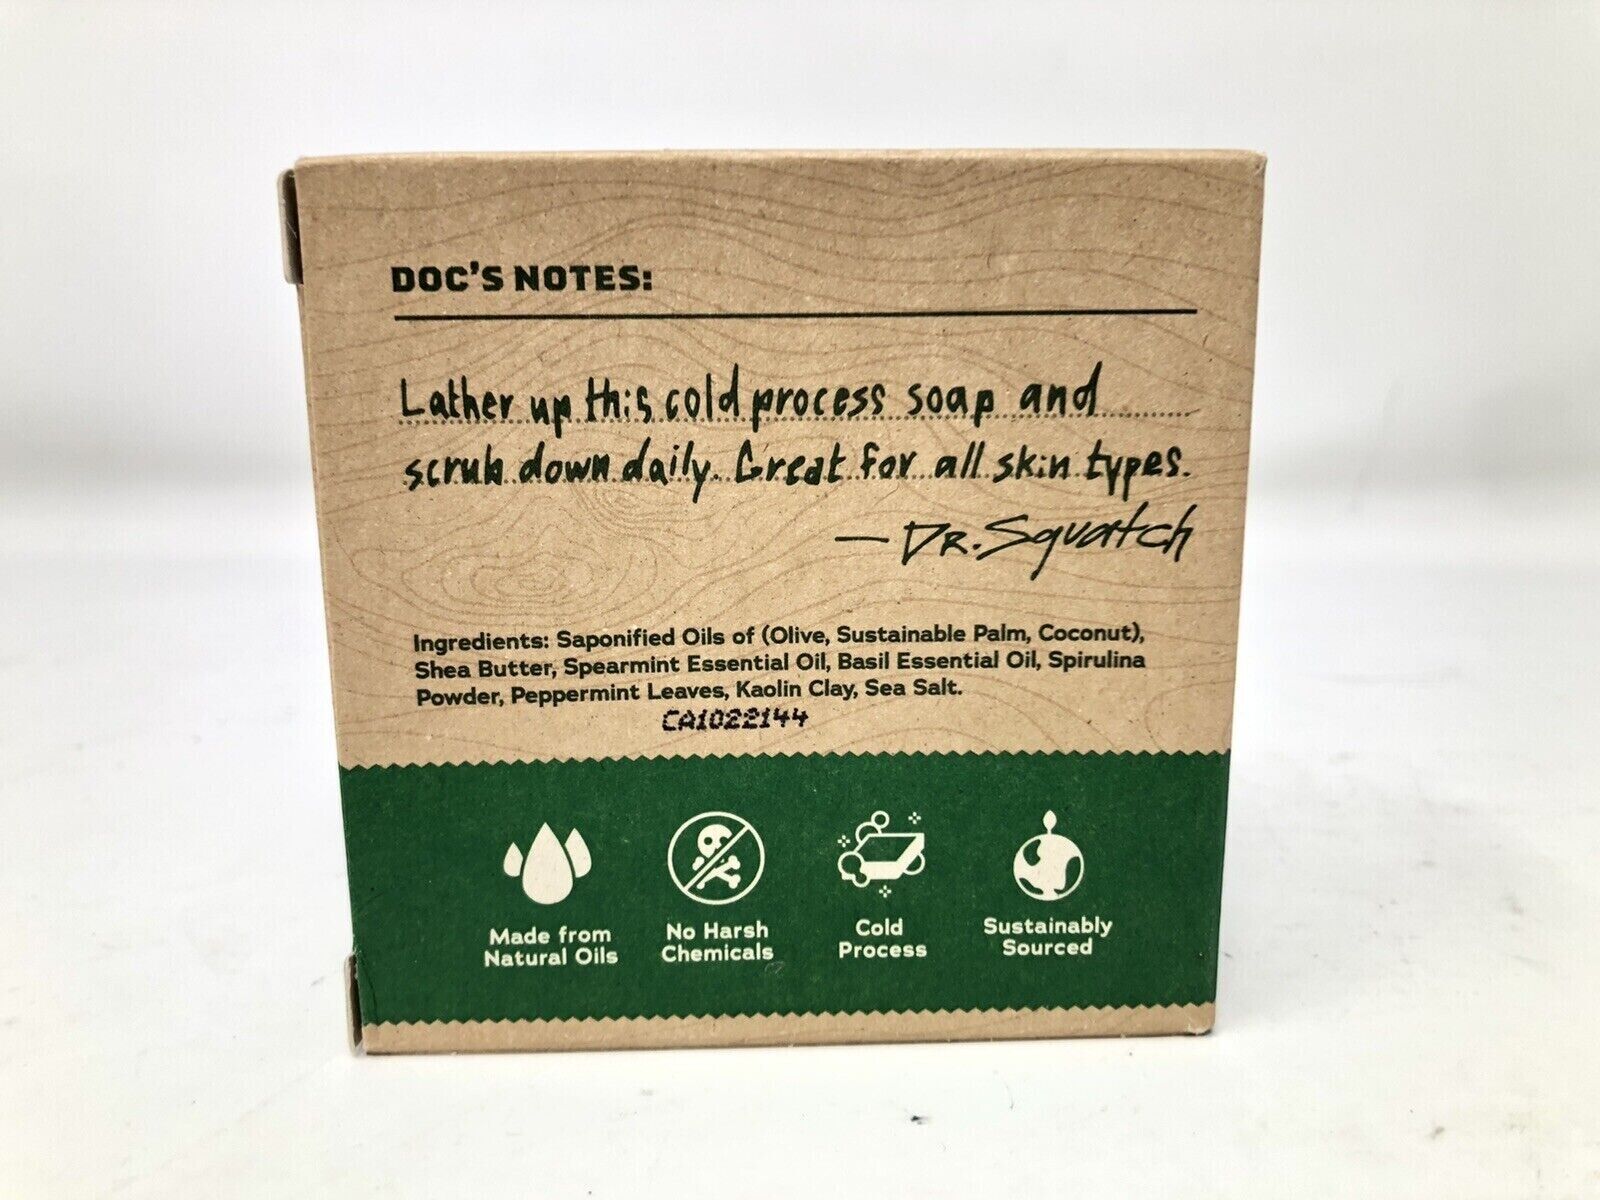 DOC'S NOTES:
Lather up this cold process soap and
scrub down daily. Great for all skin types.
— DR. Squatch
Ingredients: Saponified Oils of (Olive, Sustainable Palm, Coconut),
Shea Butter, Spearmint Essential Oil, Basil Essential Oil, Spirulina
Powder, Peppermint Leaves, Kaolin Clay, Sea Salt.
CA1022144
Made from
Natural Oils
No Harsh
Chemicals
Cold
Process
Sustainably
Sourced